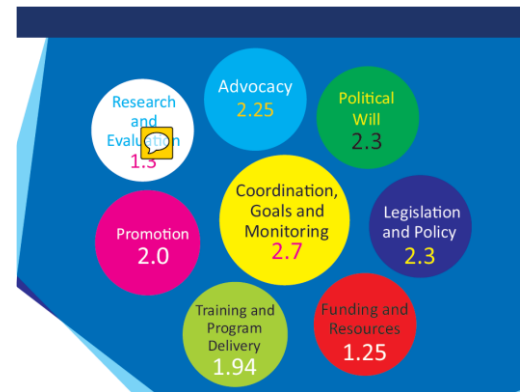 Advocacy
2.25
Political
Will
2.3
Research
and
Evaluation
1.3
Coordination,
Goals and
Monitoring
2.7
Legislation
and Policy
2.3
Promotion
2.0
Training and
Program
Delivery
1.94
Funding and
Resources
1.25